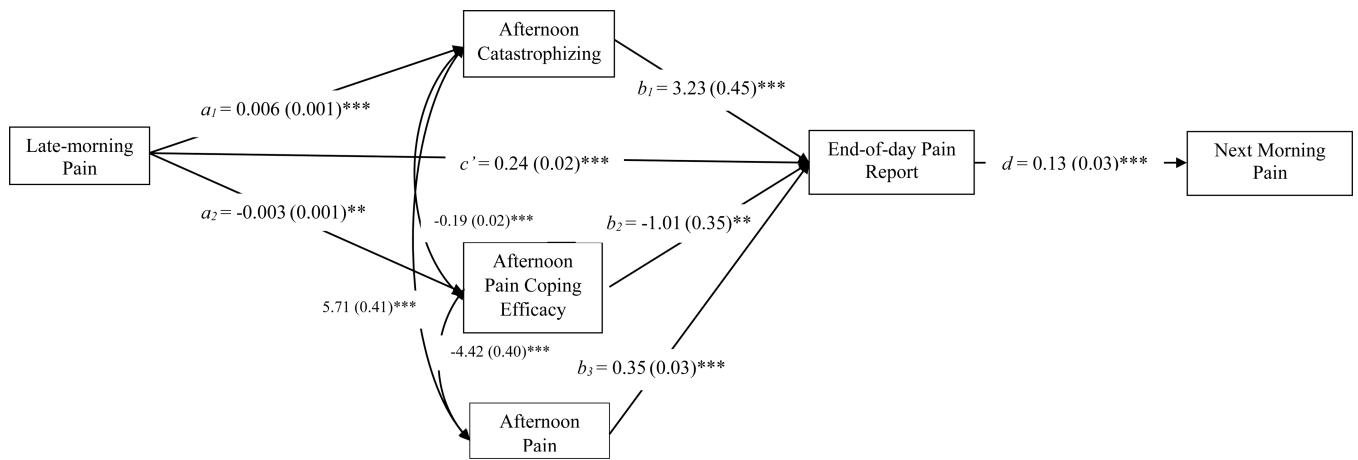 Afternoon
Catastrophizing
a1 = 0.006 (0.001)***
b1 = 3.23 (0.45)***
Late-morning
Pain
c' = 0.24 (0.02)***
End-of-day Pain
Report
d = 0.13 (0.03)***
Next Morning
Pain
a2 = -0.003 (0.001)**
-0.19 (0.02)***
b2 = -1.01 (0.35)**
Afternoon
Pain Coping
Efficacy
5.71 (0.41)***
-4.42 (0.40)***
b3 = 0.35 (0.03)***
Afternoon
Pain